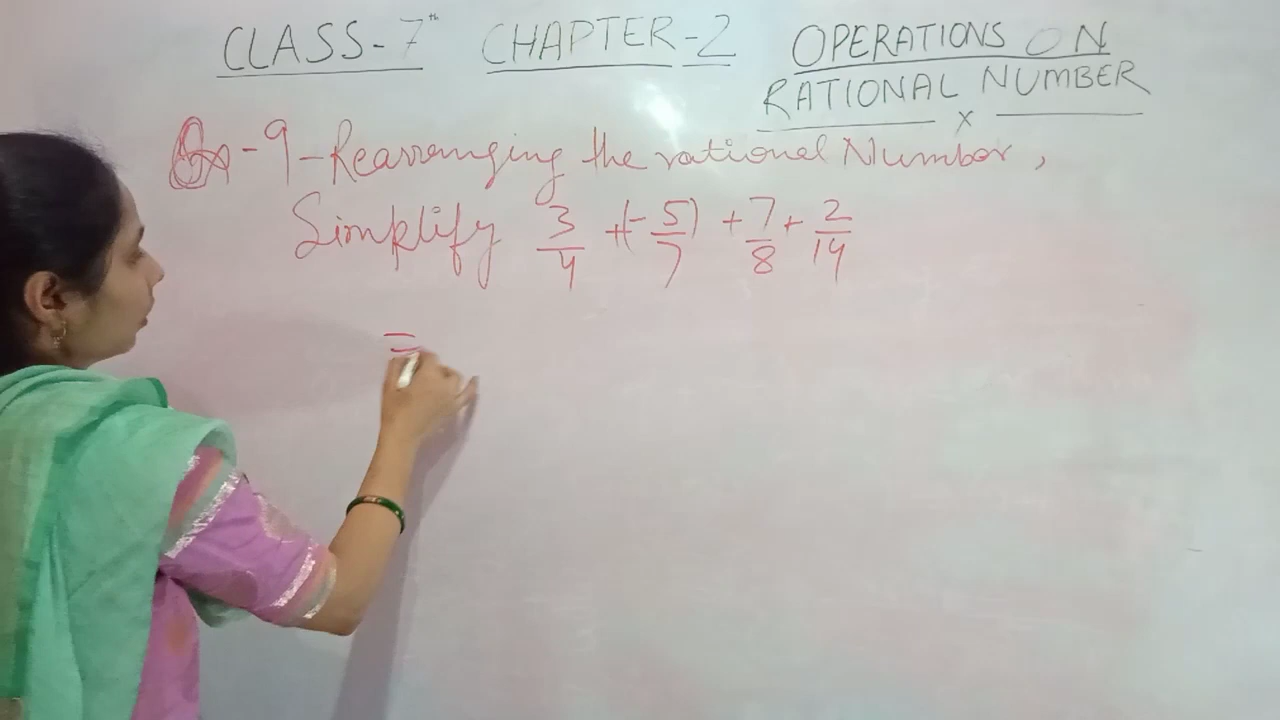 CLASS-7th CHAPTER-2 OPERATIONS ON
RATIONAL NUMBER
x
Ex-9-Rearranging the rational Number,
Simplify 3/4 +(-5/7) + 7/8 + 2/14
=